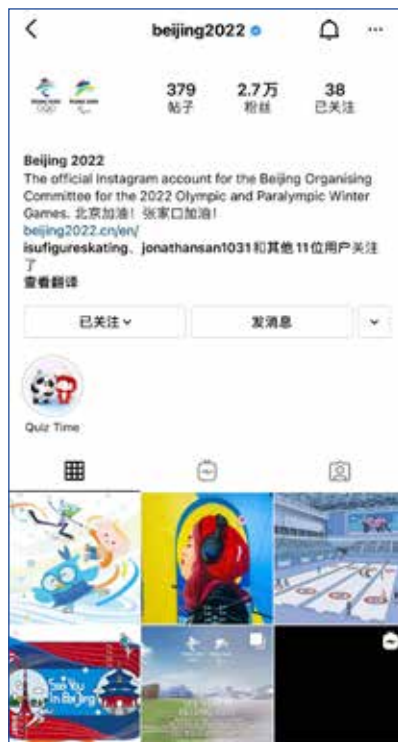 beijing2022
379
2.7万
38
帖子
粉丝
已关注
Beijing 2022
The official Instagram account for the Beijing Organising
Committee for the 2022 Olympic and Paralympic Winter
Games. 北京加油！张家口加油！
beijing2022.cn/en/
isufigureskating、jonathansan1031和其他11位用户关注
了
查看翻译
已关注
发消息
Quiz Time
See You
in Beijing